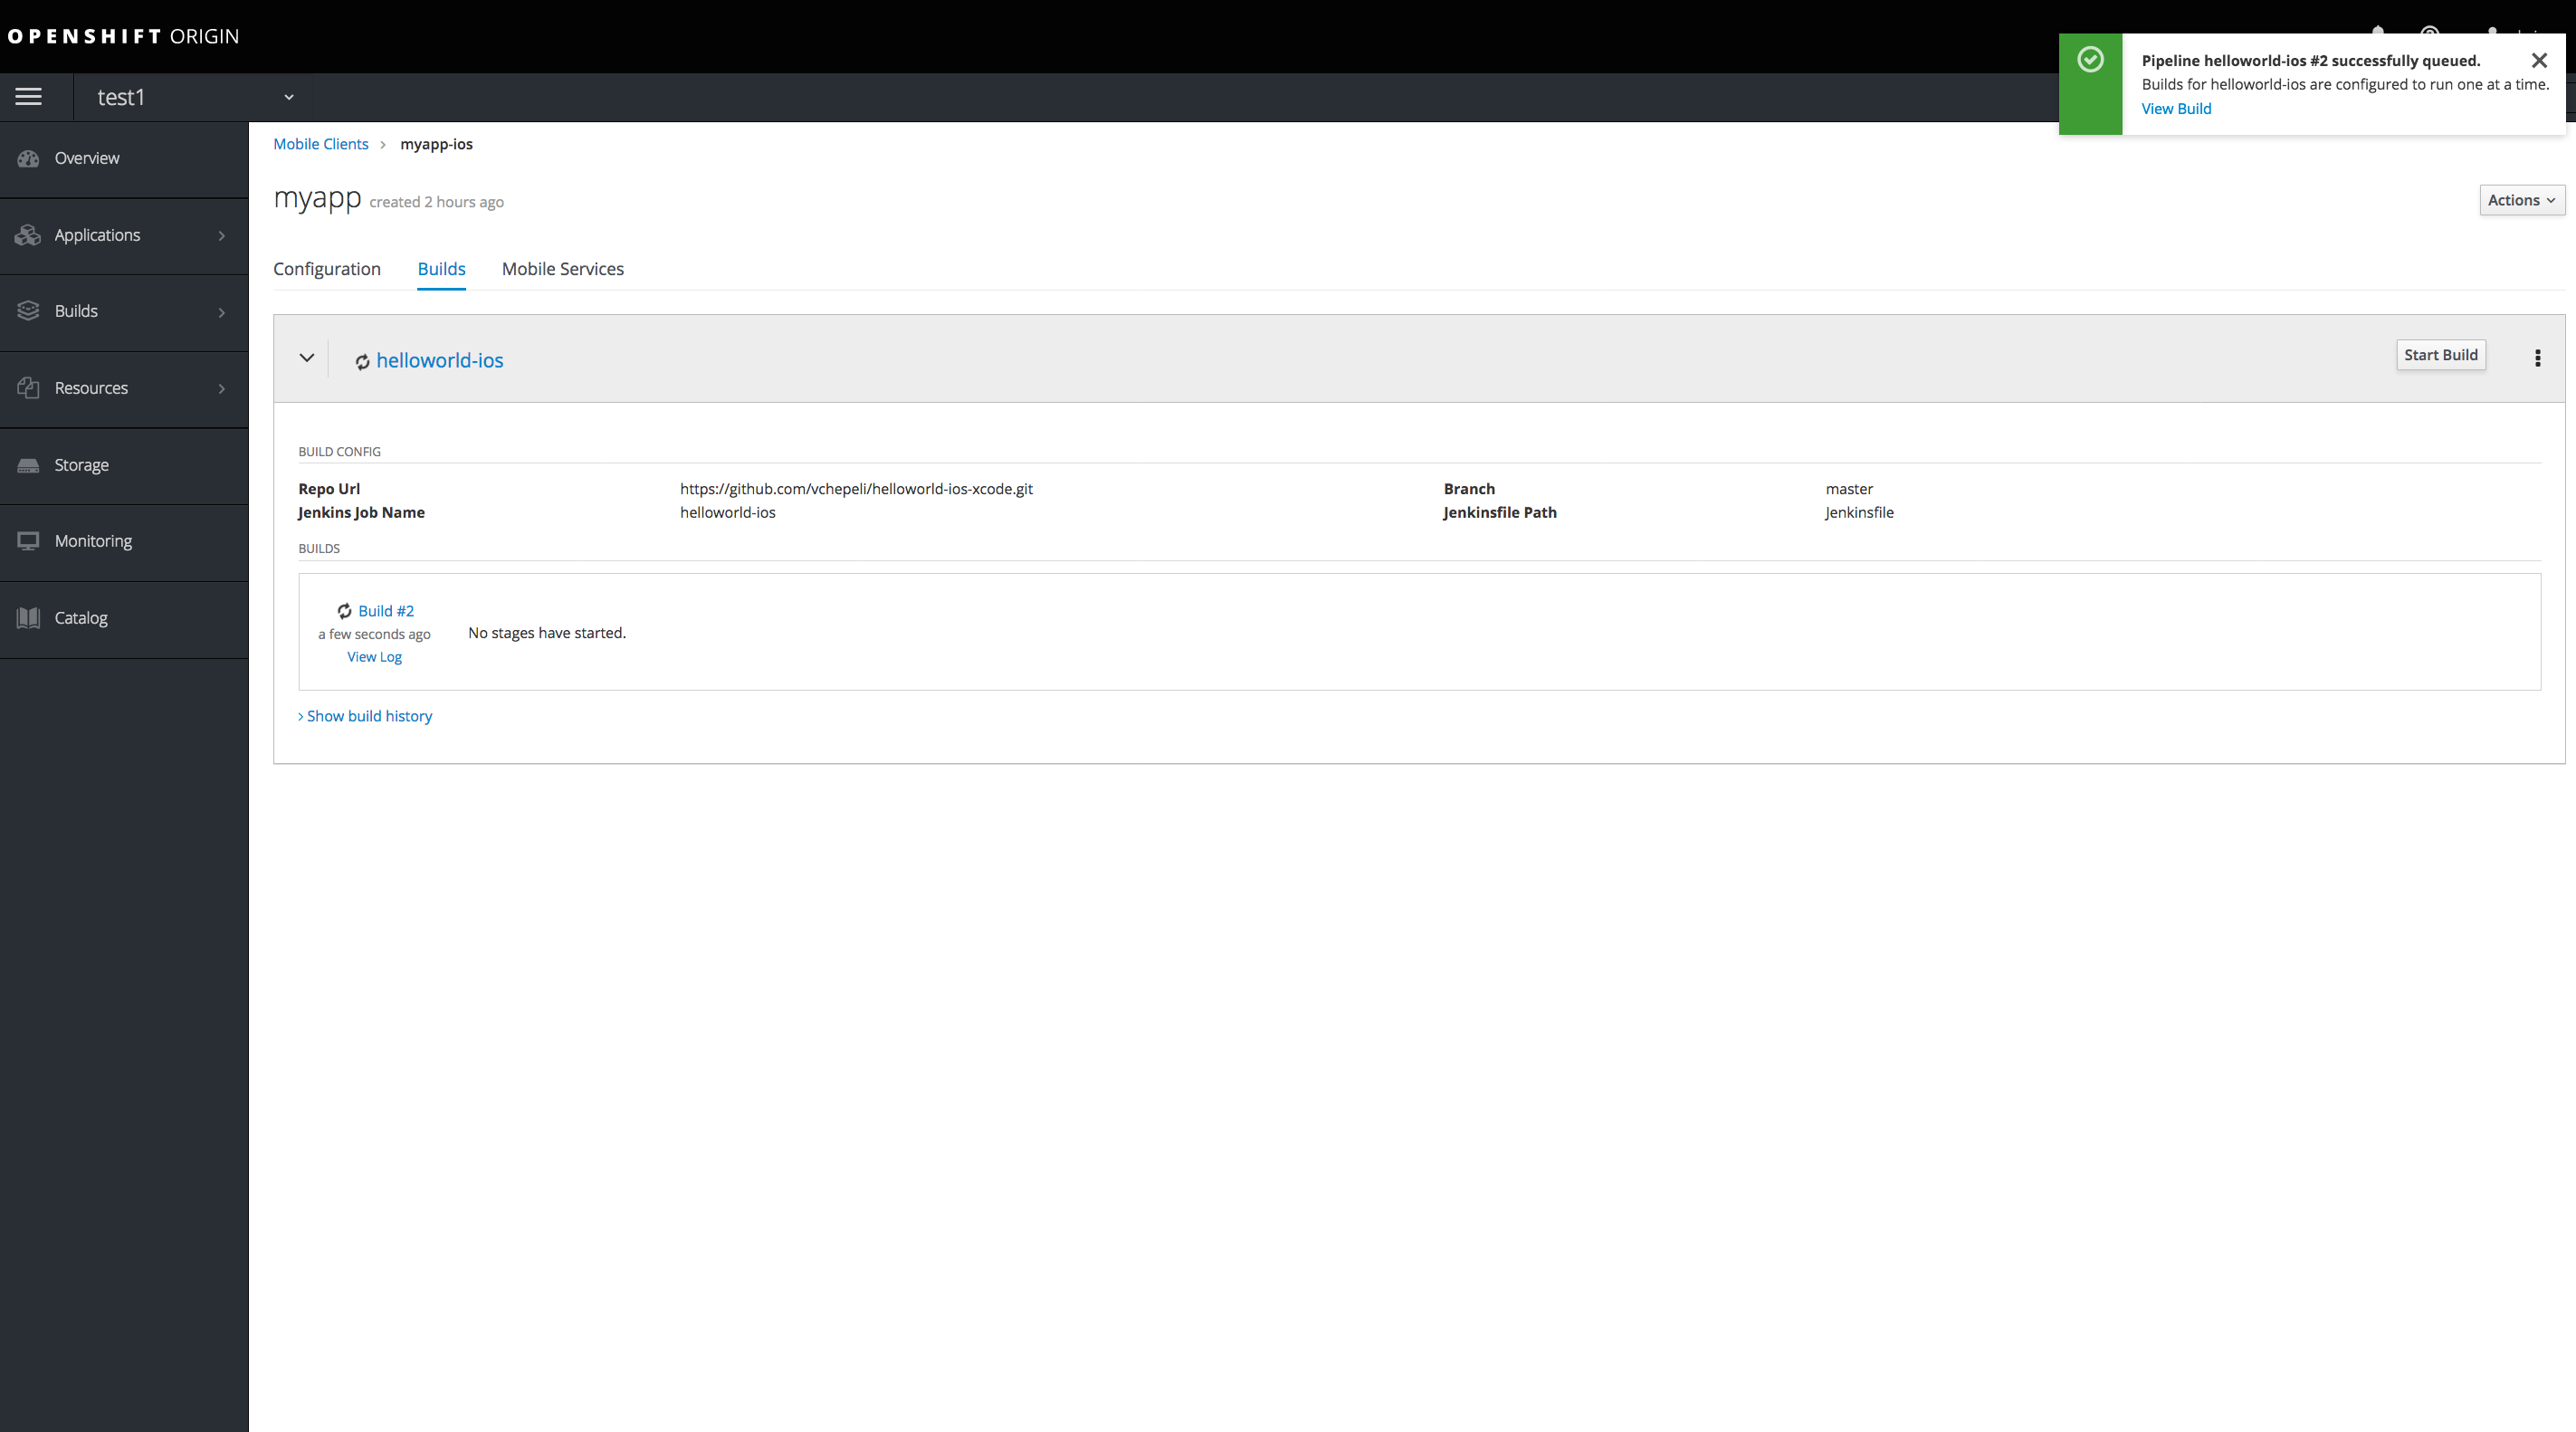 OPENSHIFT ORIGIN
Pipeline helloworld-ios #2 successfully queued.
Builds for helloworld-ios are configured to run one at a time.
View Build
test1
Overview
Applications
Builds
Resources
Storage
Monitoring
Catalog
Mobile Clients > myapp-ios
myapp created 2 hours ago
Actions
Configuration Builds Mobile Services
helloworld-ios
Start Build
BUILD CONFIG
Repo Url https://github.com/vchepeli/helloworld-ios-xcode.git Branch master
Jenkins Job Name helloworld-ios Jenkinsfile Path Jenkinsfile
BUILDS
Build #2
a few seconds ago
No stages have started.
View Log
Show build history